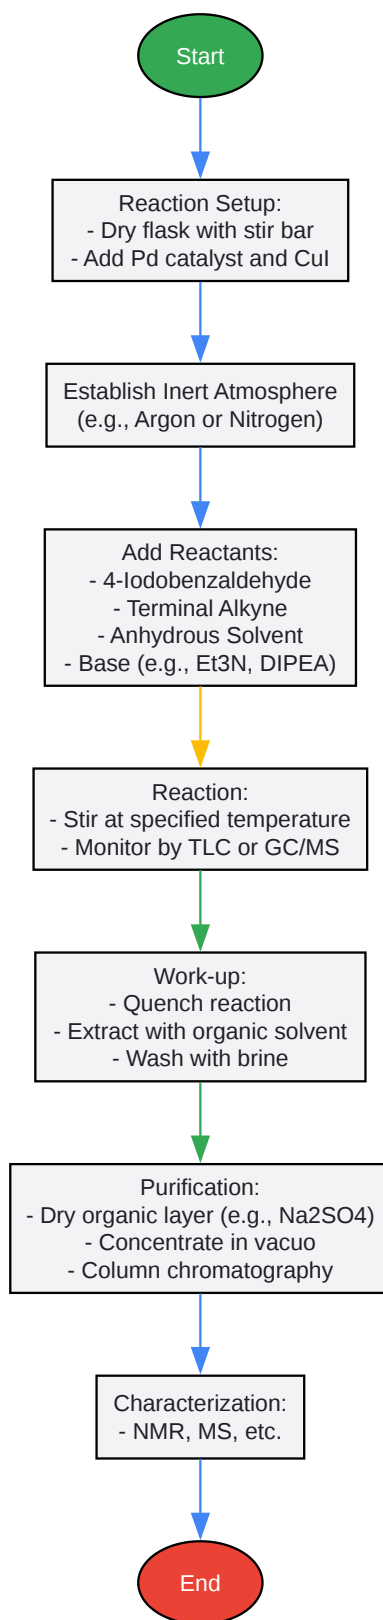 Start
Reaction Setup:
- Dry flask with stir bar
- Add Pd catalyst and CuI
Establish Inert Atmosphere
(e.g., Argon or Nitrogen)
Add Reactants:
- 4-Iodobenzaldehyde
- Terminal Alkyne
- Anhydrous Solvent
- Base (e.g., Et3N, DIPEA)
Reaction:
- Stir at specified temperature
- Monitor by TLC or GC/MS
Work-up:
- Quench reaction
- Extract with organic solvent
- Wash with brine
Purification:
- Dry organic layer (e.g., Na2SO4)
- Concentrate in vacuo
- Column chromatography
Characterization:
- NMR, MS, etc.
End